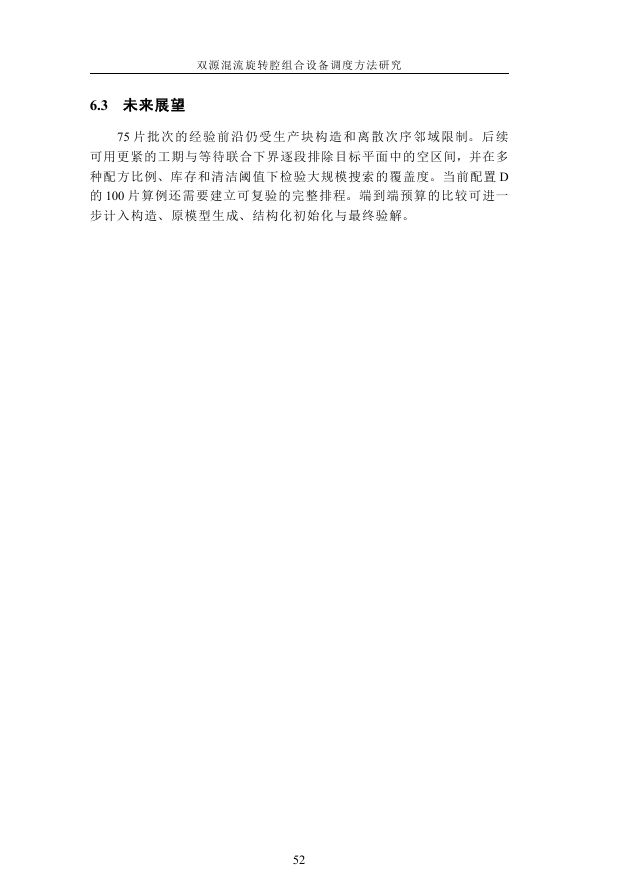 双源混流旋转腔组合设备调度方法研究
6.3 未来展望
75 片批次的经验前沿仍受生产块构造和离散次序邻域限制。后续
可用更紧的工期与等待联合下界逐段排除目标平面中的空区间，并在多
种配方比例、库存和清洁阈值下检验大规模搜索的覆盖度。当前配置 D
的 100 片算例还需要建立可复验的完整排程。端到端预算的比较可进一
步计入构造、原模型生成、结构化初始化与最终验解。
52